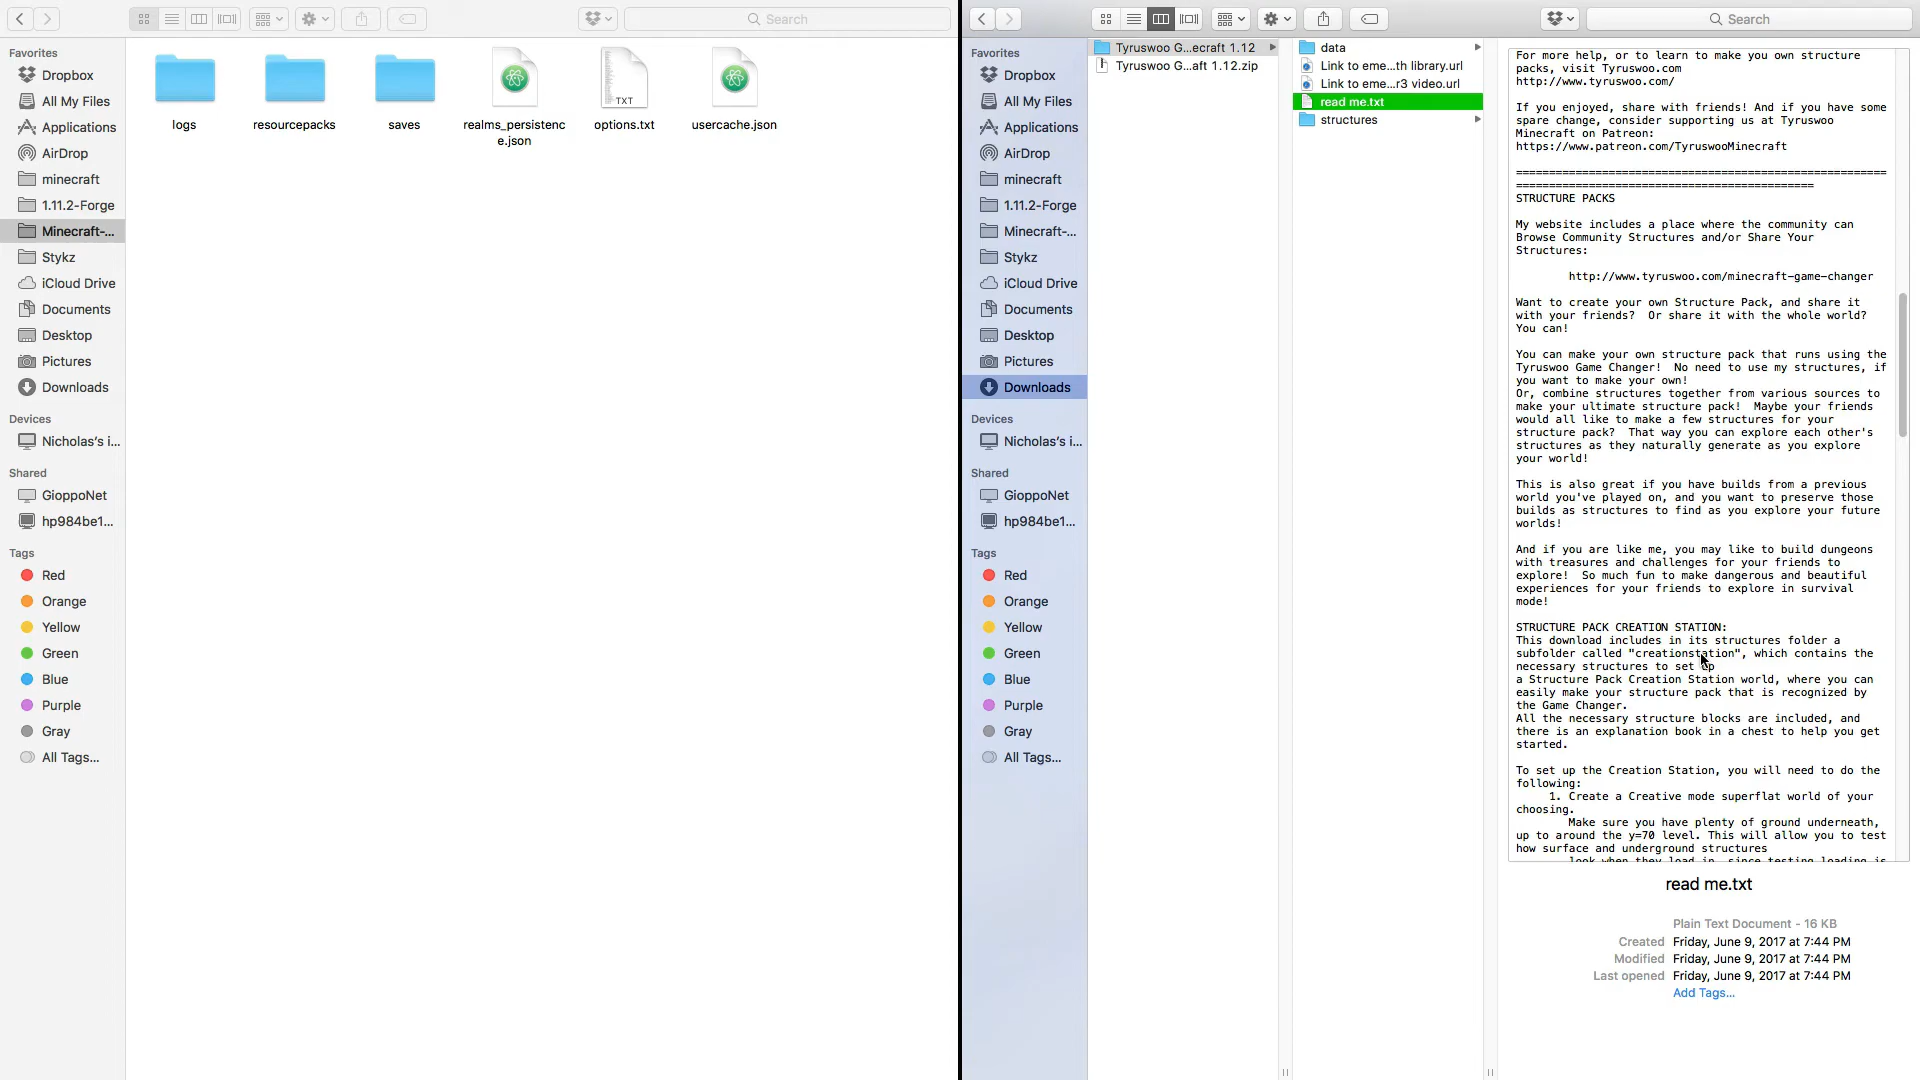 Search
Favorites
Dropbox
All My Files
Applications
AirDrop
minecraft
1.11.2-Forge
Minecraft-...
Stykz
iCloud Drive
Documents
Desktop
Pictures
Downloads
Devices
Nicholas's i...
Shared
GioppoNet
hp984be1...
Tags
Red
Orange
Yellow
Green
Blue
Purple
Gray
All Tags...
logs
resourcepacks
saves
realms_persistenc
e.json
TXT
options.txt
usercache.json
Search
Favorites
Dropbox
All My Files
Applications
AirDrop
minecraft
1.11.2-Forge
Minecraft-...
Stykz
iCloud Drive
Documents
Desktop
Pictures
Downloads
Devices
Nicholas's i...
Shared
GioppoNet
hp984be1...
Tags
Red
Orange
Yellow
Green
Blue
Purple
Gray
All Tags...
Tyruswoo G...ecraft 1.12
Tyruswoo G...aft 1.12.zip
data
Link to eme...th library.url
Link to eme...r3 video.url
read me.txt
structures
For more help, or to learn to make you own structure
packs, visit Tyruswoo.com
http://www.tyruswoo.com/
If you enjoyed, share with friends! And if you have some
spare change, consider supporting us at Tyruswoo
Minecraft on Patreon:
https://www.patreon.com/TyruswooMinecraft
========================================================
=============================================
STRUCTURE PACKS
My website includes a place where the community can
Browse Community Structures and/or Share Your
Structures:
http://www.tyruswoo.com/minecraft-game-changer
Want to create your own Structure Pack, and share it
with your friends?  Or share it with the whole world?
You can!
You can make your own structure pack that runs using the
Tyruswoo Game Changer!  No need to use my structures, if
you want to make your own!
Or, combine structures together from various sources to
make your ultimate structure pack!  Maybe your friends
would all like to make a few structures for your
structure pack?  That way you can explore each other's
structures as they naturally generate as you explore
your world!
This is also great if you have builds from a previous
world you've played on, and you want to preserve those
builds as structures to find as you explore your future
worlds!
And if you are like me, you may like to build dungeons
with treasures and challenges for your friends to
explore!  So much fun to make dangerous and beautiful
experiences for your friends to explore in survival
mode!
STRUCTURE PACK CREATION STATION:
This download includes in its structures folder a
subfolder called "creationstation", which contains the
necessary structures to set up
a Structure Pack Creation Station world, where you can
easily make your structure pack that is recognized by
the Game Changer.
All the necessary structure blocks are included, and
there is an explanation book in a chest to help you get
started.
To set up the Creation Station, you will need to do the
following:
1. Create a Creative mode superflat world of your
choosing.
Make sure you have plenty of ground underneath,
up to around the y=70 level. This will allow you to test
how surface and underground structures
look when they load in, since testing loading is
read me.txt
Plain Text Document - 16 KB
Created Friday, June 9, 2017 at 7:44 PM
Modified Friday, June 9, 2017 at 7:44 PM
Last opened Friday, June 9, 2017 at 7:44 PM
Add Tags...